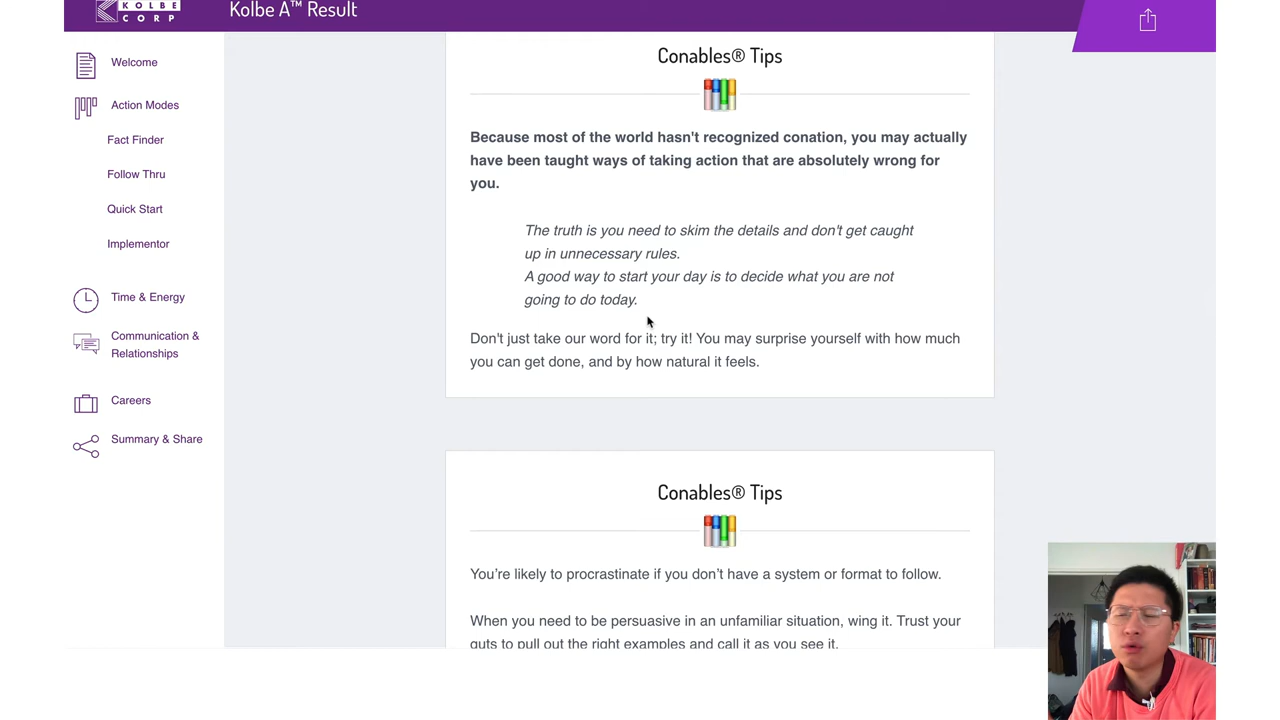 KOLBE
CORP
Kolbe A™ Result
Welcome
Action Modes
Fact Finder
Follow Thru
Quick Start
Implementor
Time & Energy
Communication &
Relationships
Careers
Summary & Share
Conables® Tips
Because most of the world hasn't recognized conation, you may actually
have been taught ways of taking action that are absolutely wrong for
you.
The truth is you need to skim the details and don't get caught
up in unnecessary rules.
A good way to start your day is to decide what you are not
going to do today.
Don't just take our word for it; try it! You may surprise yourself with how much
you can get done, and by how natural it feels.
Conables® Tips
You’re likely to procrastinate if you don’t have a system or format to follow.
When you need to be persuasive in an unfamiliar situation, wing it. Trust your
guts to pull out the right examples and call it as you see it.